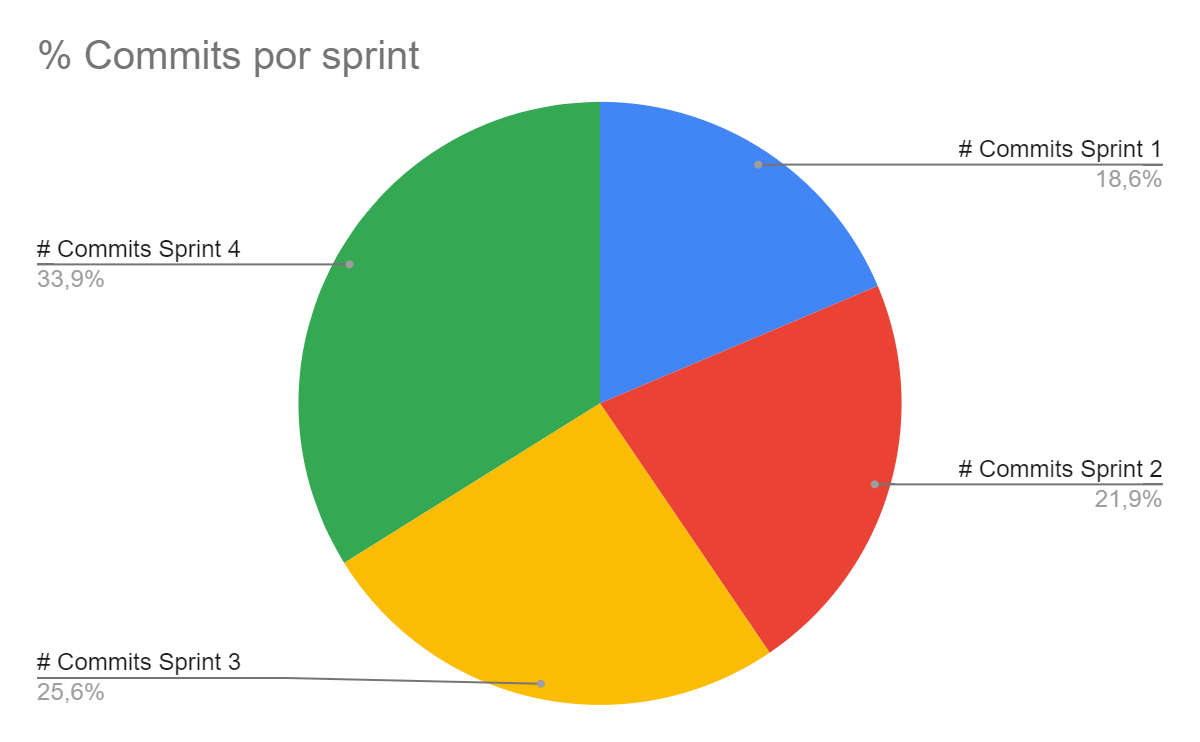 % Commits por sprint
# Commits Sprint 1
18,6%
# Commits Sprint 4
33,9%
# Commits Sprint 2
21,9%
# Commits Sprint 3
25,6%